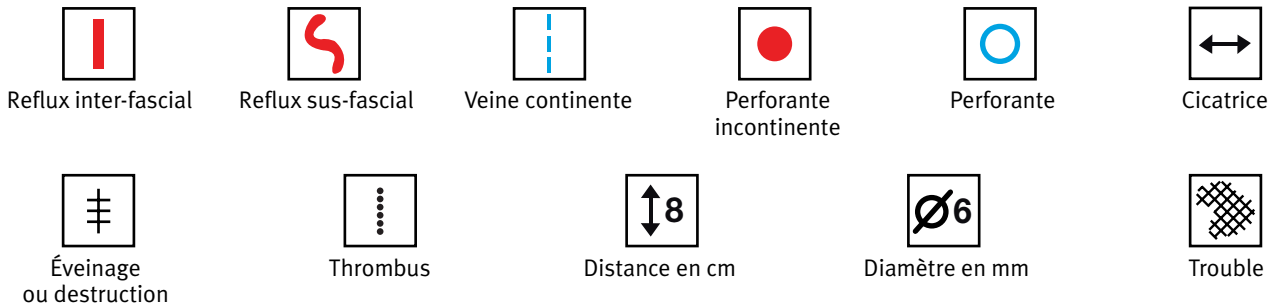 Reflux inter-fascial
Reflux sus-fascial
Veine continente
Perforante
incontinente
Perforante
Cicatrice
8
Ø6
Éveinage
ou destruction
Thrombus
Distance en cm
Diamètre en mm
Trouble